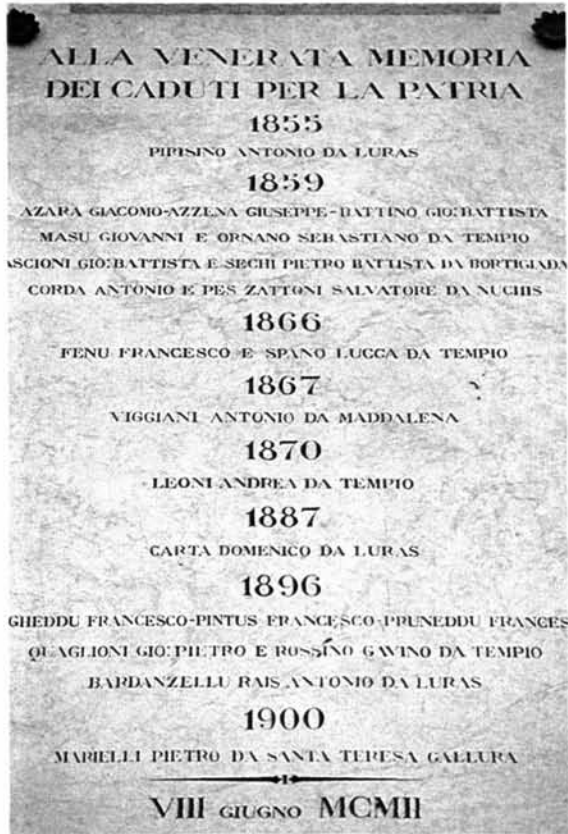 ALLA VENERATA MEMORIA
DEI CADUTI PER LA PATRIA
1855
PIPISINO ANTONIO DA LURAS
1859
AZARA GIACOMO-AZZENA GIUSEPPE-BATTINO GIO:BATTISTA
MASU GIOVANNI E ORNANO SEBASTIANO DA TEMPIO
ASCIONI GIO:BATTISTA E SECHI PIETRO BATTISTA DA BORTIGIADA
CORDA ANTONIO E PES ZATTONI SALVATORE DA NUCHIS
1866
FENU FRANCESCO E SPANO LUCCA DA TEMPIO
1867
VIGGIANI ANTONIO DA MADDALENA
1870
LEONI ANDREA DA TEMPIO
1887
CARTA DOMENICO DA LURAS
1896
GHEDDU FRANCESCO-PINTUS FRANCESCO-PRUNEDDU FRANCES
QUAGLIONI GIO:PIETRO E ROSSINO GAVINO DA TEMPIO
BARDANZELLU RAIS ANTONIO DA LURAS
1900
MARIELLI PIETRO DA SANTA TERESA GALLURA
VIII GIUGNO MCMII